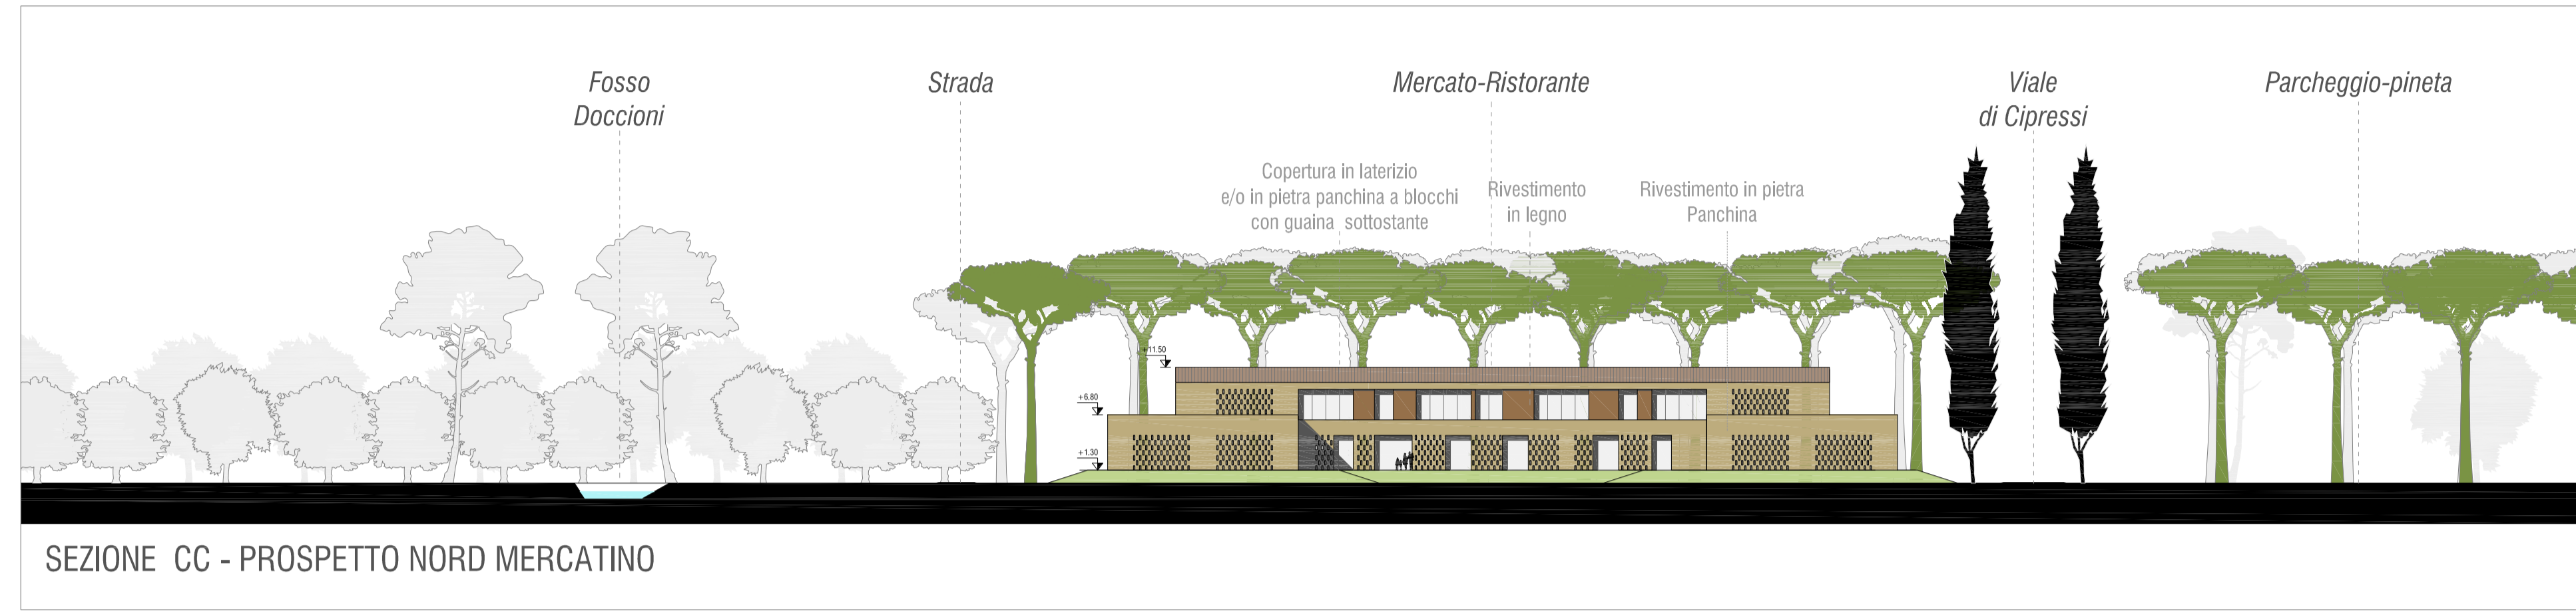 Fosso
Doccioni
Strada
Mercato-Ristorante
Viale
di Cipressi
Parcheggio-pineta
Copertura in laterizio
e/o in pietra panchina a blocchi
con guaina sottostante
Rivestimento
in legno
Rivestimento in pietra
Panchina
+11.50
+6,80
+1,30
SEZIONE CC - PROSPETTO NORD MERCATINO